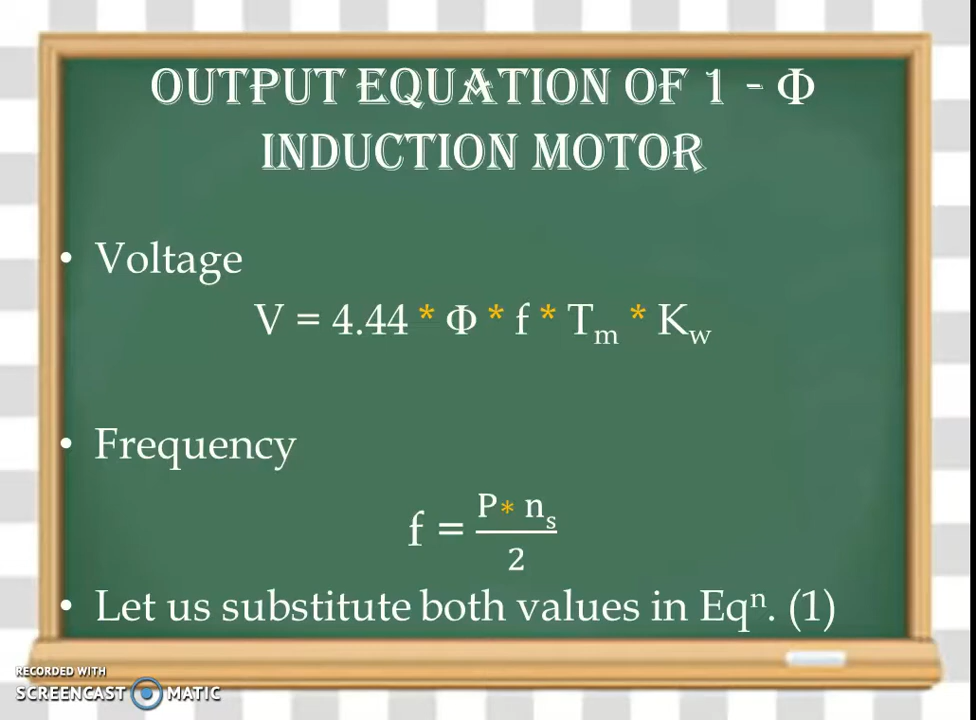 OUTPUT EQUATION OF 1 - Φ
INDUCTION MOTOR
• Voltage
V = 4.44 * Φ * f * Tm * Kw
• Frequency
f = P* ns / 2
• Let us substitute both values in Eqⁿ. (1)
RECORDED WITH
SCREENCAST MATIC